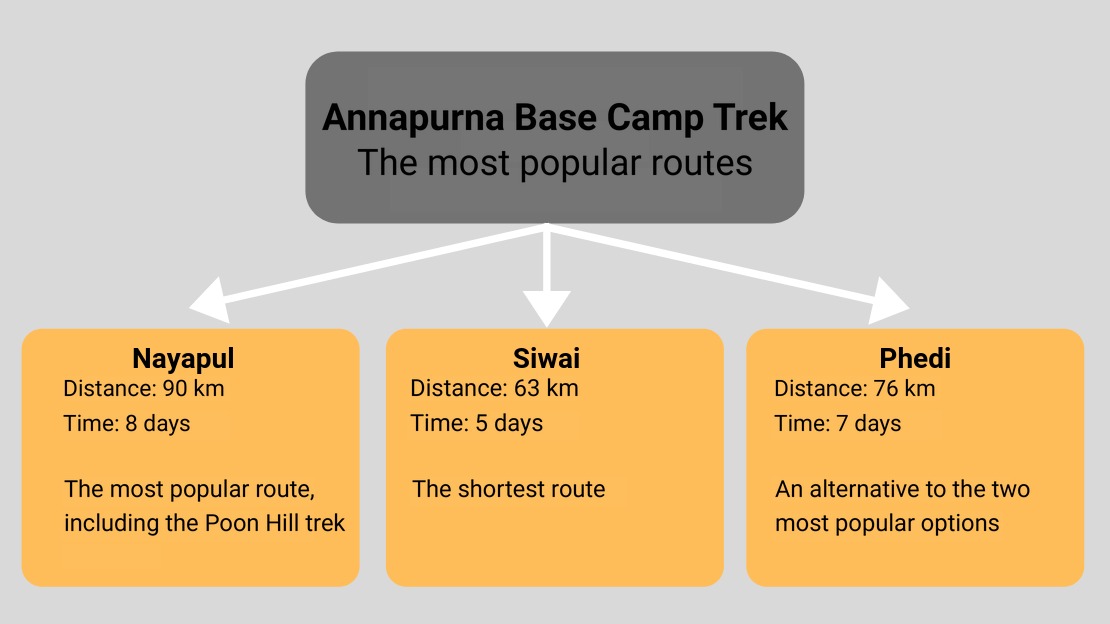 Annapurna Base Camp Trek
The most popular routes
Nayapul
Distance: 90 km
Time: 8 days
The most popular route,
including the Poon Hill trek
Siwai
Distance: 63 km
Time: 5 days
The shortest route
Phedi
Distance: 76 km
Time: 7 days
An alternative to the two
most popular options